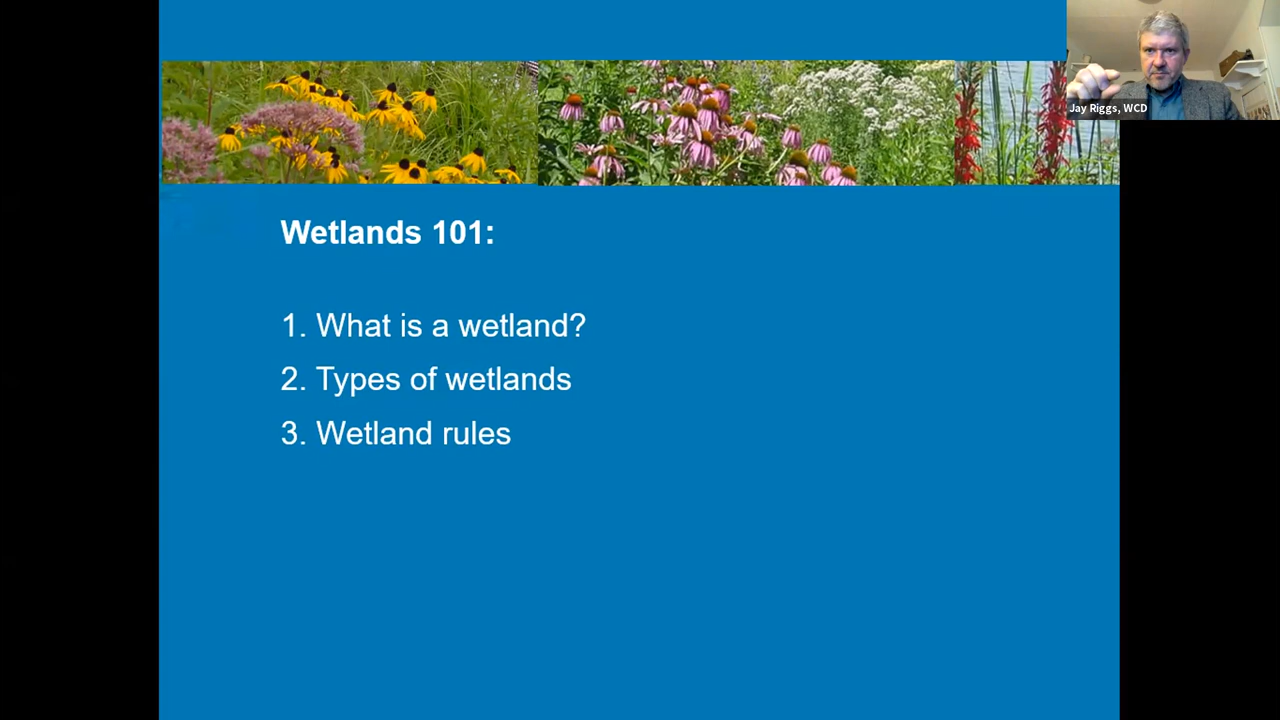 Jay Riggs, WCD
Wetlands 101:
1. What is a wetland?
2. Types of wetlands
3. Wetland rules